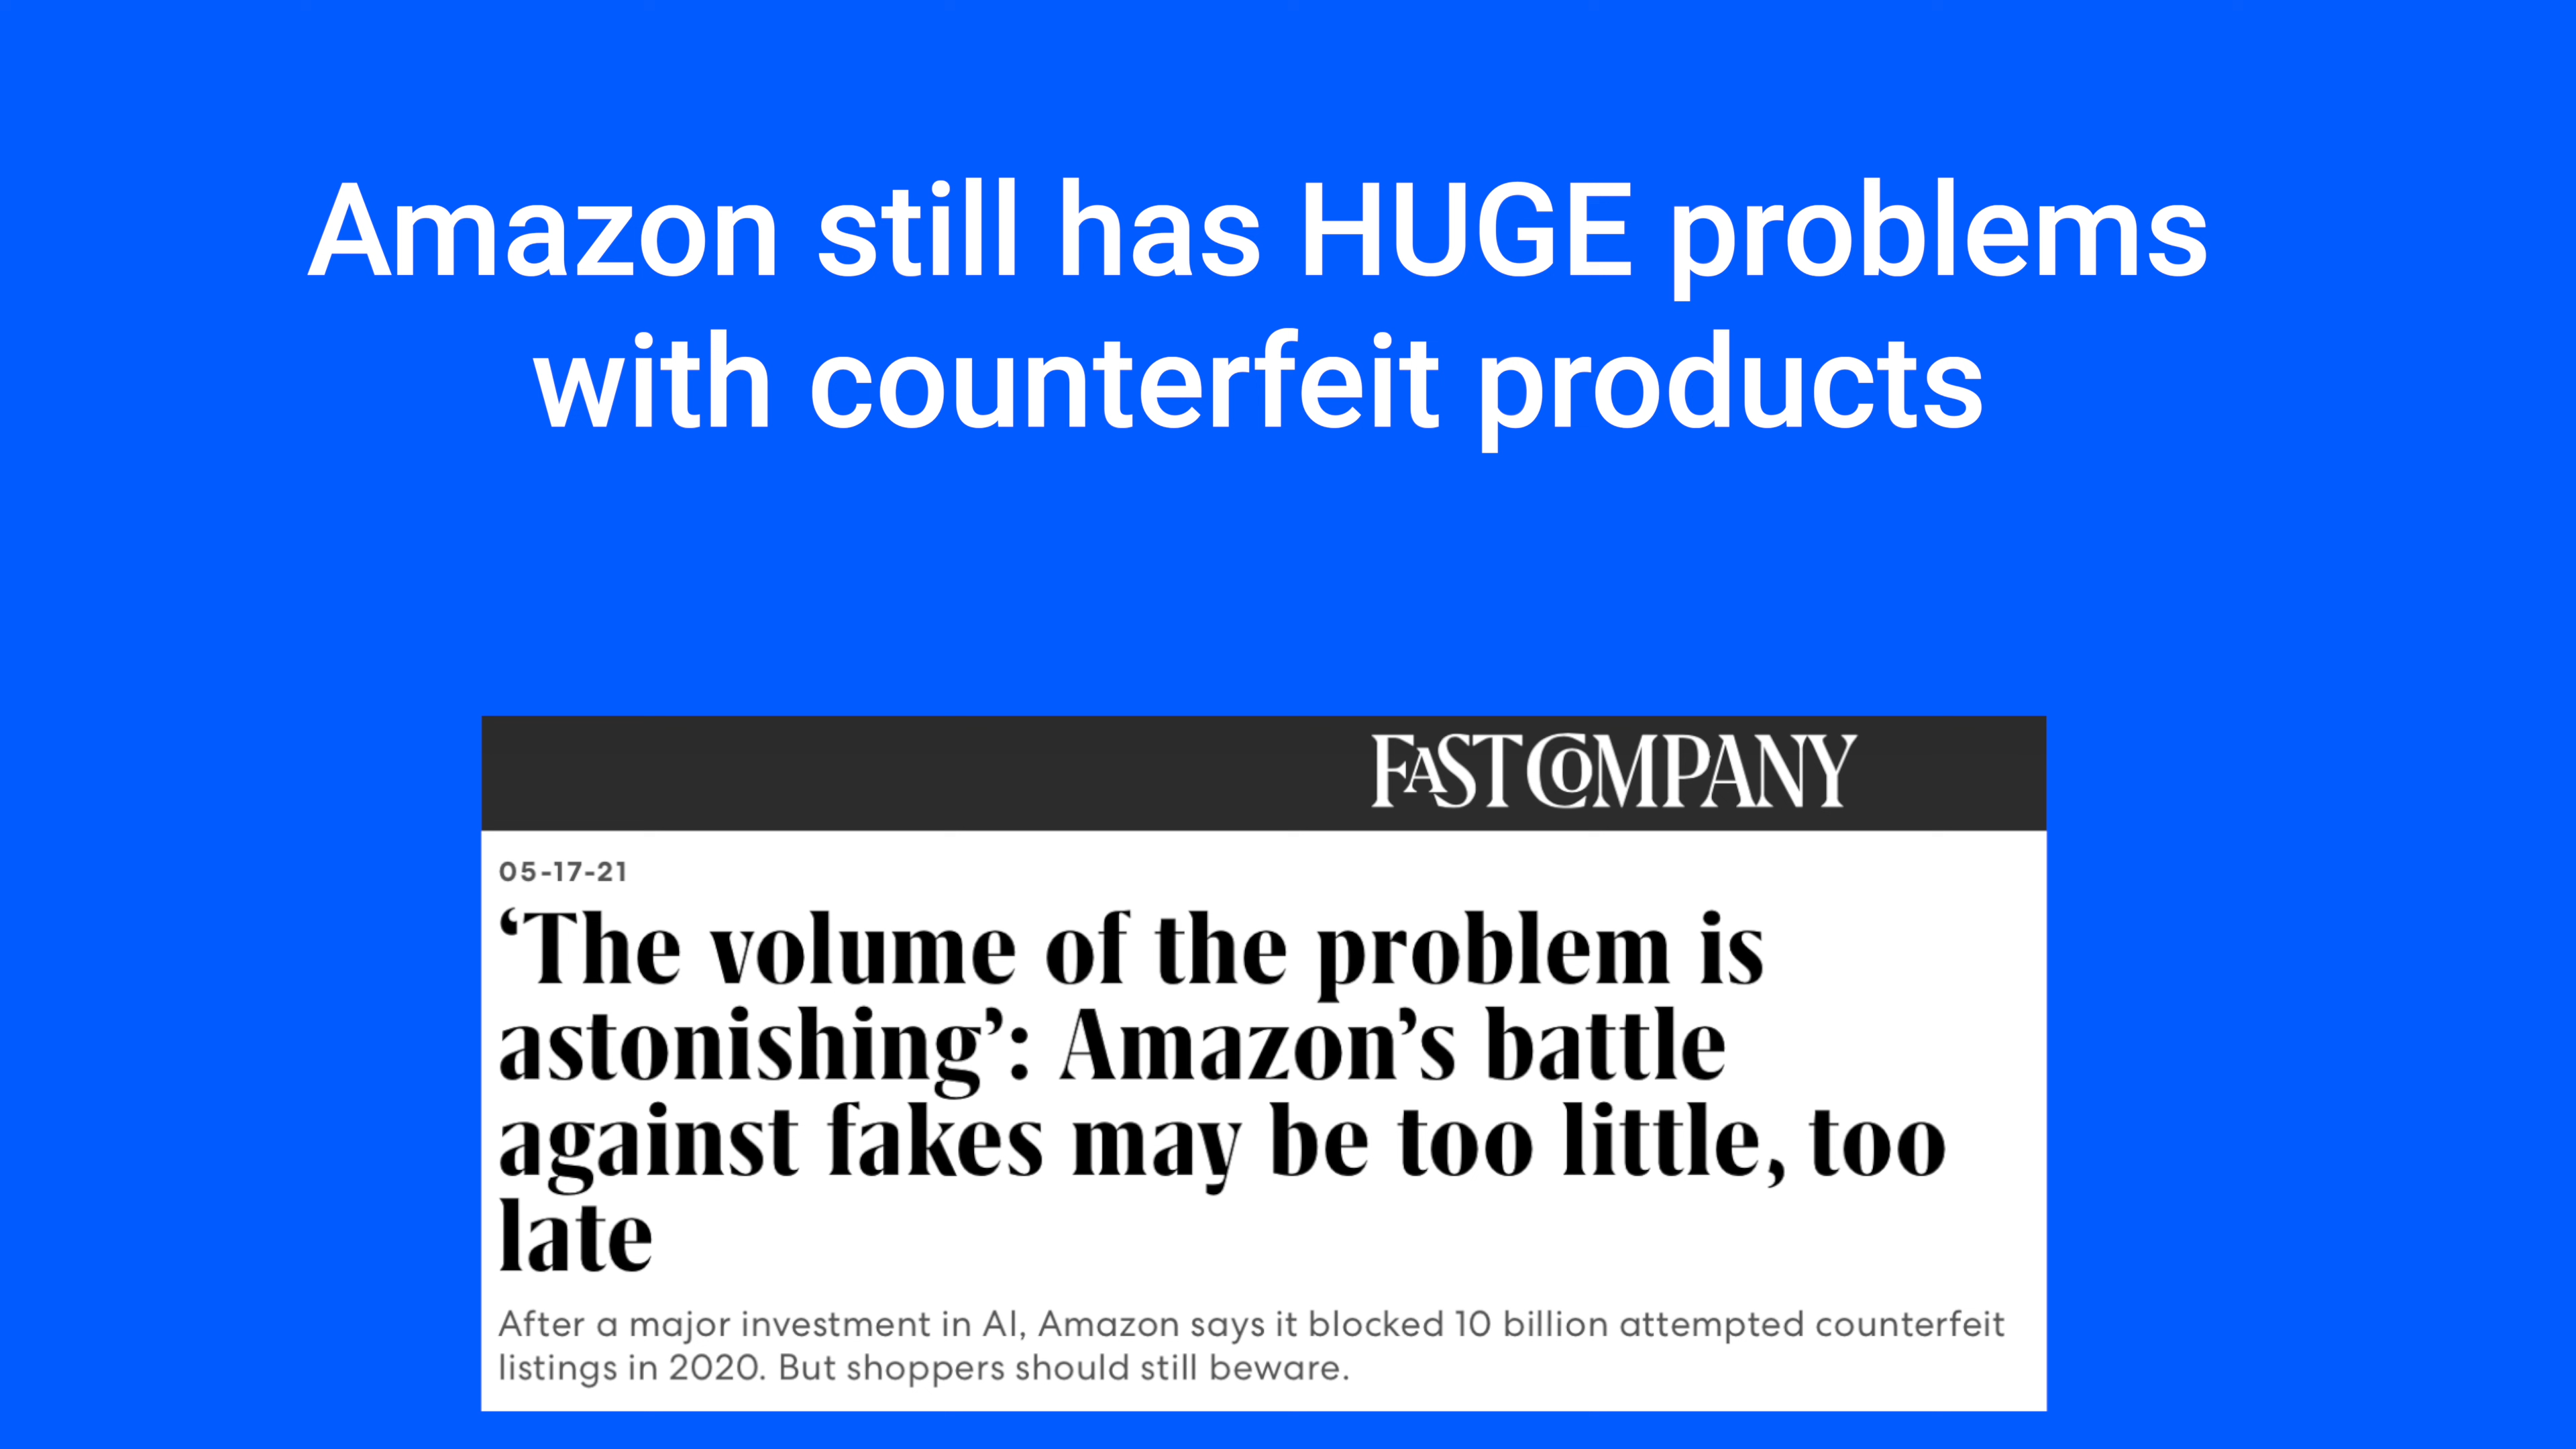 Amazon still has HUGE problems
with counterfeit products
FAST COMPANY
05-17-21
‘The volume of the problem is
astonishing’: Amazon’s battle
against fakes may be too little, too
late
After a major investment in AI, Amazon says it blocked 10 billion attempted counterfeit
listings in 2020. But shoppers should still beware.